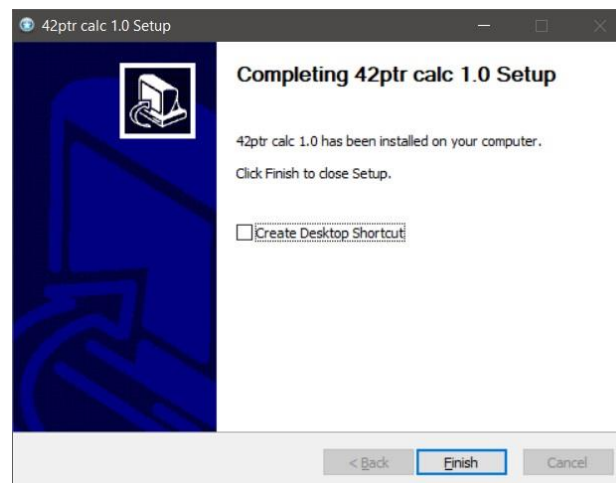 42ptr calc 1.0 Setup
Completing 42ptr calc 1.0 Setup
42ptr calc 1.0 has been installed on your computer.
Click Finish to close Setup.
Create Desktop Shortcut
< Back Finish Cancel